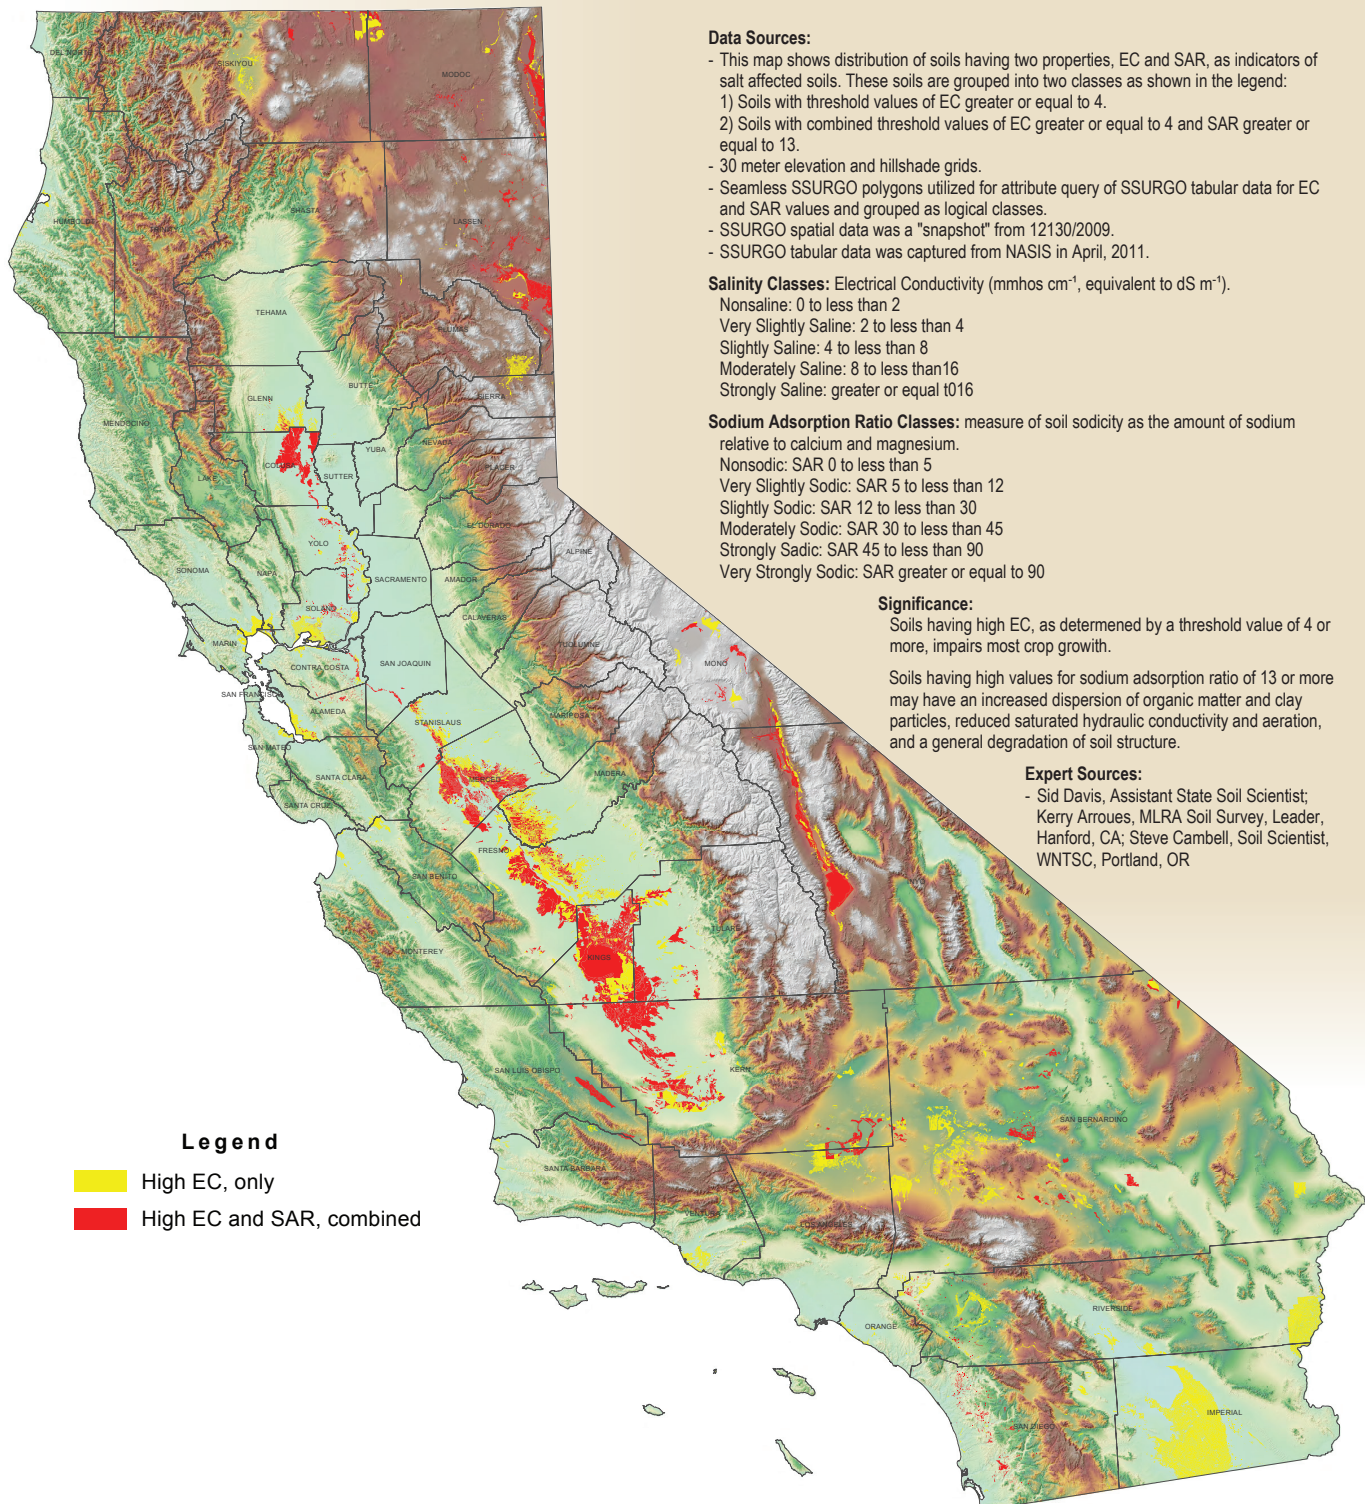 Data Sources:
- This map shows distribution of soils having two properties, EC and SAR, as indicators of
salt affected soils. These soils are grouped into two classes as shown in the legend:
1) Soils with threshold values of EC greater or equal to 4.
2) Soils with combined threshold values of EC greater or equal to 4 and SAR greater or
equal to 13.
- 30 meter elevation and hillshade grids.
- Seamless SSURGO polygons utilized for attribute query of SSURGO tabular data for EC
and SAR values and grouped as logical classes.
- SSURGO spatial data was a "snapshot" from 12130/2009.
- SSURGO tabular data was captured from NASIS in April, 2011.
Salinity Classes: Electrical Conductivity (mmhos cm⁻¹, equivalent to dS m⁻¹).
Nonsaline: 0 to less than 2
Very Slightly Saline: 2 to less than 4
Slightly Saline: 4 to less than 8
Moderately Saline: 8 to less than16
Strongly Saline: greater or equal t016
Sodium Adsorption Ratio Classes: measure of soil sodicity as the amount of sodium
relative to calcium and magnesium.
Nonsodic: SAR 0 to less than 5
Very Slightly Sodic: SAR 5 to less than 12
Slightly Sodic: SAR 12 to less than 30
Moderately Sodic: SAR 30 to less than 45
Strongly Sadic: SAR 45 to less than 90
Very Strongly Sodic: SAR greater or equal to 90
Significance:
Soils having high EC, as determened by a threshold value of 4 or
more, impairs most crop growth.
Soils having high values for sodium adsorption ratio of 13 or more
may have an increased dispersion of organic matter and clay
particles, reduced saturated hydraulic conductivity and aeration,
and a general degradation of soil structure.
Expert Sources:
- Sid Davis, Assistant State Soil Scientist;
Kerry Arroues, MLRA Soil Survey, Leader,
Hanford, CA; Steve Cambell, Soil Scientist,
WNTSC, Portland, OR
DEL NORTE
SISKIYOU
MODOC
HUMBOLDT
TRINITY
SHASTA
LASSEN
TEHAMA
PLUMAS
BUTTE
GLENN
SIERRA
MENDOCINO
NEVADA
YUBA
COLUSA
SUTTER
PLACER
LAKE
EL DORADO
YOLO
ALPINE
SONOMA
NAPA
SACRAMENTO
AMADOR
SOLANO
CALAVERAS
MARIN
TUOLUMNE
CONTRA COSTA
SAN JOAQUIN
MONO
SAN FRANCISCO
ALAMEDA
STANISLAUS
MARIPOSA
SAN MATEO
SANTA CLARA
MERCED
MADERA
SANTA CRUZ
FRESNO
SAN BENITO
TULARE
MONTEREY
KINGS
SAN LUIS OBISPO
KERN
SAN BERNARDINO
SANTA BARBARA
VENTURA
LOS ANGELES
RIVERSIDE
ORANGE
IMPERIAL
SAN DIEGO
Legend
High EC, only
High EC and SAR, combined